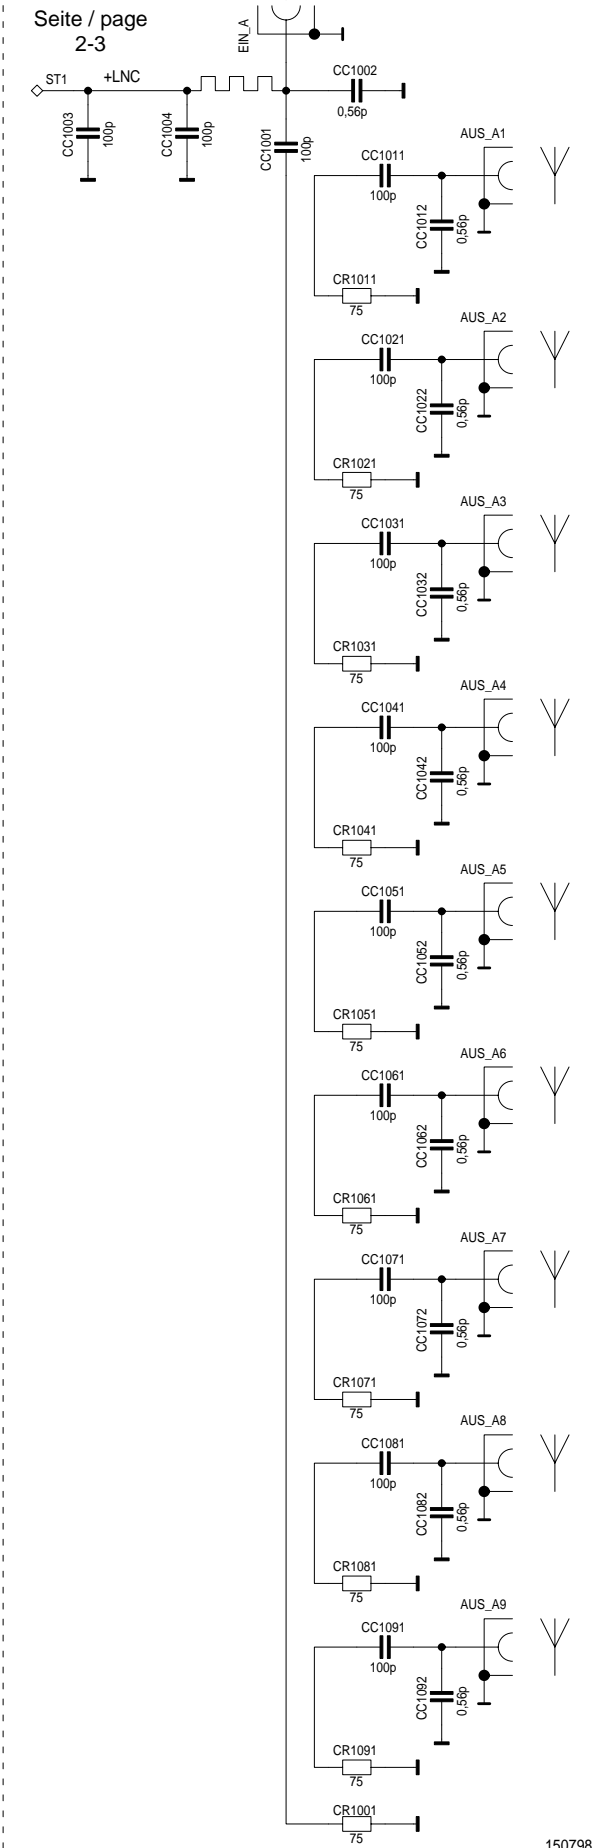 Seite / page
2-3
EIN_A
ST1
+LNC
CC1002
0,56p
CC1003
100p
CC1004
100p
CC1001
100p
CC1011
100p
AUS_A1
CC1012
0,56p
CR1011
75
AUS_A2
CC1021
100p
CC1022
0,56p
CR1021
75
AUS_A3
CC1031
100p
CC1032
0,56p
CR1031
75
AUS_A4
CC1041
100p
CC1042
0,56p
CR1041
75
AUS_A5
CC1051
100p
CC1052
0,56p
CR1051
75
AUS_A6
CC1061
100p
CC1062
0,56p
CR1061
75
AUS_A7
CC1071
100p
CC1072
0,56p
CR1071
75
AUS_A8
CC1081
100p
CC1082
0,56p
CR1081
75
AUS_A9
CC1091
100p
CC1092
0,56p
CR1091
75
CR1001
75
150798